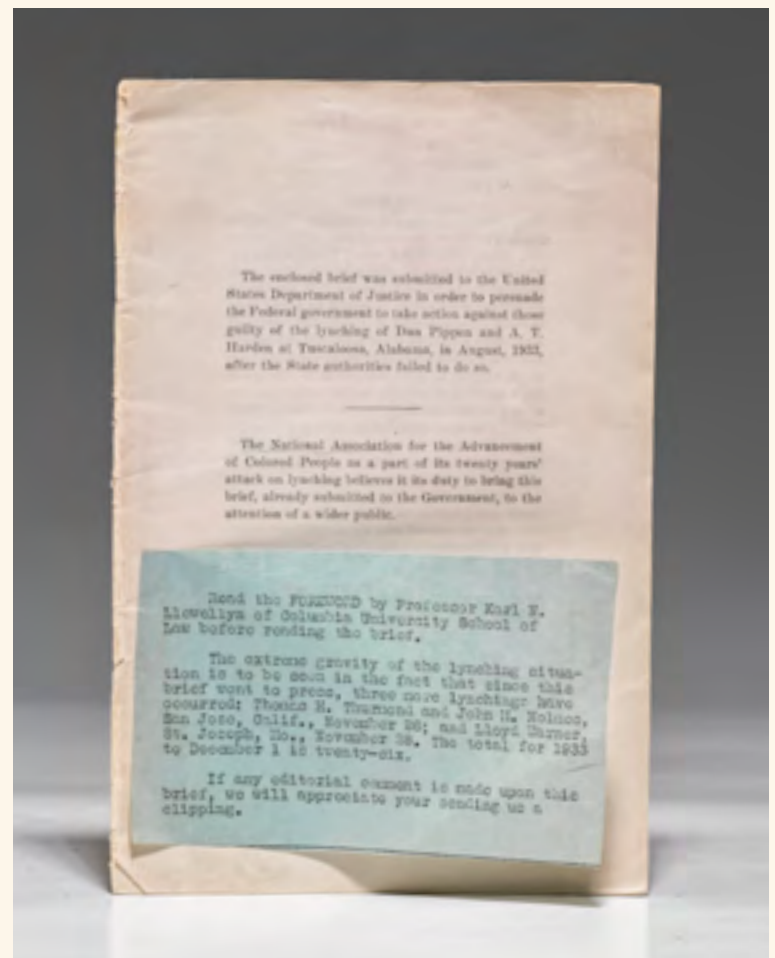 The enclosed brief was submitted to the United
States Department of Justice in order to persuade
the Federal government to take action against those
guilty of the lynching of Dan Pippen and A. T.
Harden at Tuscaloosa, Alabama, in August, 1933,
after the State authorities failed to do so.
The National Association for the Advancement
of Colored People as a part of its twenty years'
attack on lynching believes it its duty to bring this
brief, already submitted to the Government, to the
attention of a wider public.
Read the FOREWORD by Professor Karl N.
Llewellyn of Columbia University School of
Law before reading the brief.
The extreme gravity of the lynching situa-
tion is to be seen in the fact that since this
brief went to press, three more lynchings have
occurred: Thomas H. Thurmond and John M. Holmes,
San Jose, Calif., November 26; and Lloyd Warner,
St. Joseph, Mo., November 28. The total for 1933
to December 1 is twenty-six.
If any editorial comment is made upon this
brief, we will appreciate your sending us a
clipping.